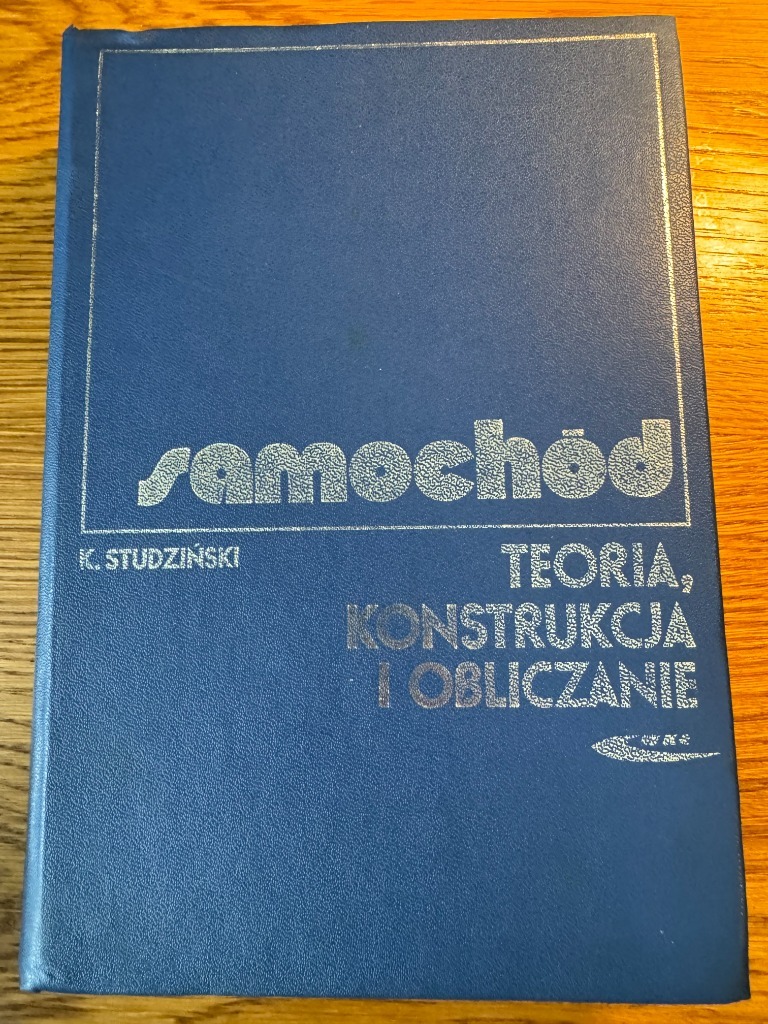 samochód
K. STUDZIŃSKI
TEORIA,
KONSTRUKCJA
I OBLICZANIE